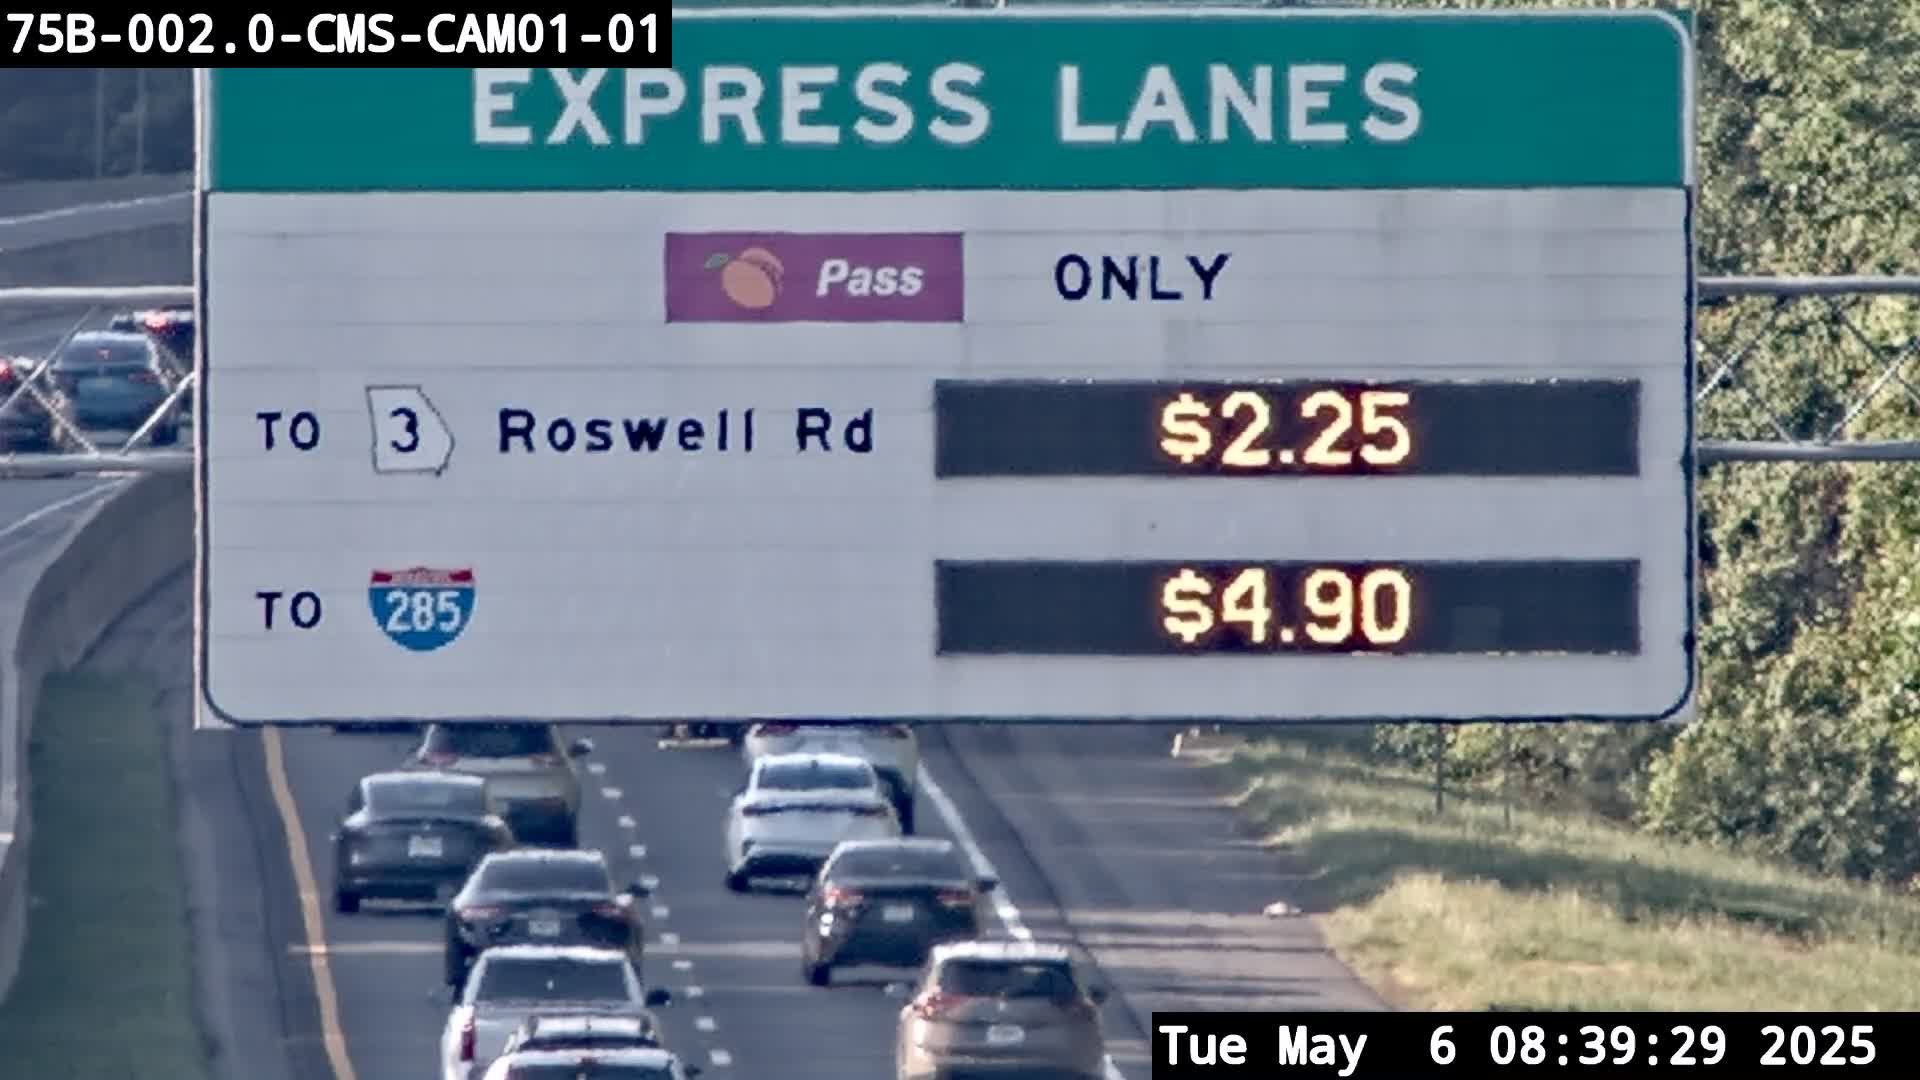 75B-002.0-CMS-CAM01-01
EXPRESS LANES
Pass ONLY
TO 3 Roswell Rd $2.25
TO 285 $4.90
Tue May 6 08:39:29 2025